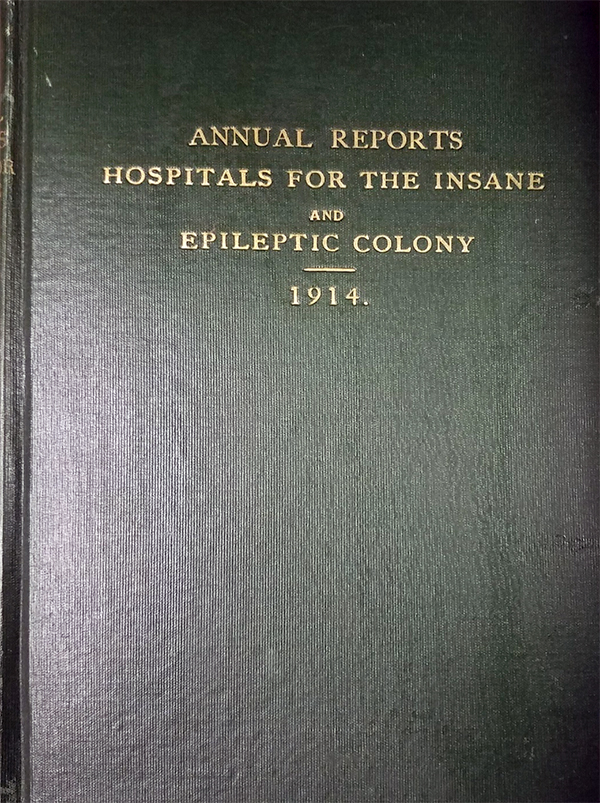 ANNUAL REPORTS
HOSPITALS FOR THE INSANE
AND
EPILEPTIC COLONY
1914.